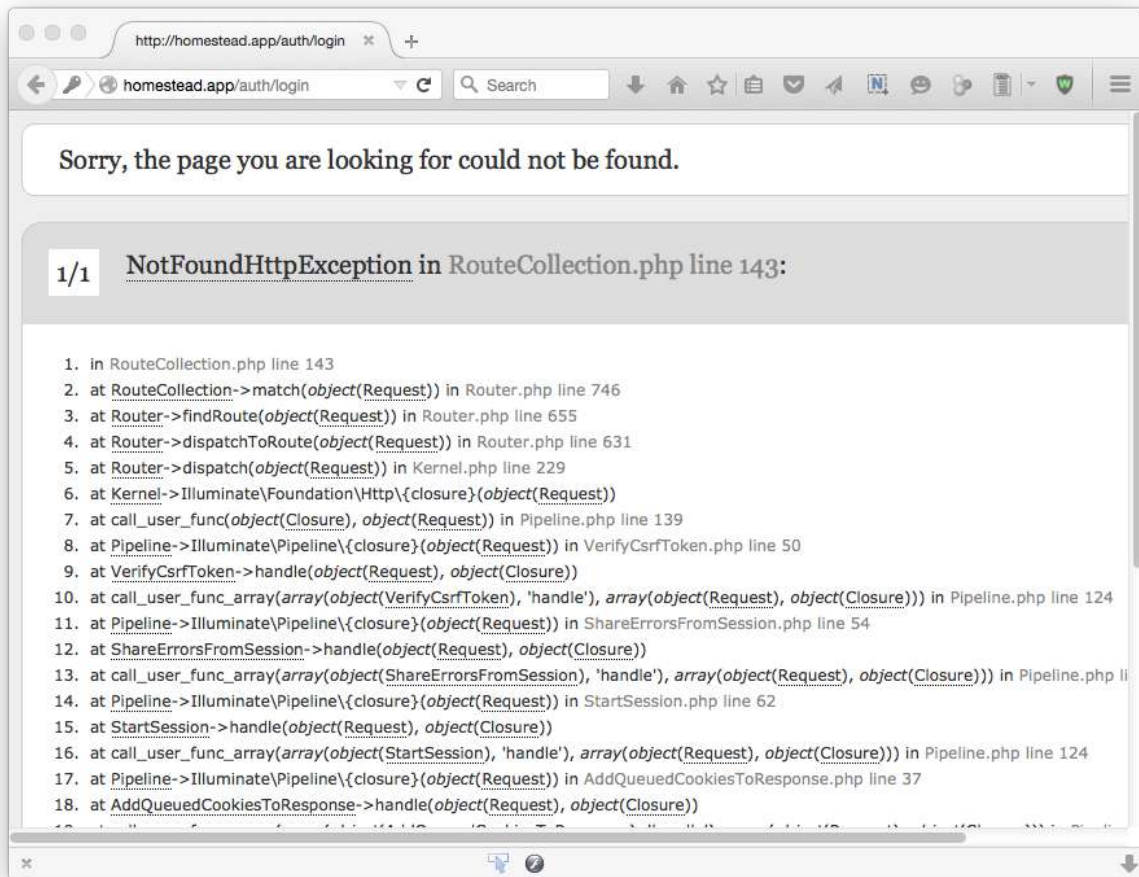 http://homestead.app/auth/login
homestead.app/auth/login
Search
Sorry, the page you are looking for could not be found.
1/1
NotFoundHttpException in RouteCollection.php line 143:
1. in RouteCollection.php line 143
2. at RouteCollection->match(object(Request)) in Router.php line 746
3. at Router->findRoute(object(Request)) in Router.php line 655
4. at Router->dispatchToRoute(object(Request)) in Router.php line 631
5. at Router->dispatch(object(Request)) in Kernel.php line 229
6. at Kernel->Illuminate\Foundation\Http\{closure}(object(Request))
7. at call_user_func(object(Closure), object(Request)) in Pipeline.php line 139
8. at Pipeline->Illuminate\Pipeline\{closure}(object(Request)) in VerifyCsrfToken.php line 50
9. at VerifyCsrfToken->handle(object(Request), object(Closure))
10. at call_user_func_array(array(object(VerifyCsrfToken), 'handle'), array(object(Request), object(Closure))) in Pipeline.php line 124
11. at Pipeline->Illuminate\Pipeline\{closure}(object(Request)) in ShareErrorsFromSession.php line 54
12. at ShareErrorsFromSession->handle(object(Request), object(Closure))
13. at call_user_func_array(array(object(ShareErrorsFromSession), 'handle'), array(object(Request), object(Closure))) in Pipeline.php li
14. at Pipeline->Illuminate\Pipeline\{closure}(object(Request)) in StartSession.php line 62
15. at StartSession->handle(object(Request), object(Closure))
16. at call_user_func_array(array(object(StartSession), 'handle'), array(object(Request), object(Closure))) in Pipeline.php line 124
17. at Pipeline->Illuminate\Pipeline\{closure}(object(Request)) in AddQueuedCookiesToResponse.php line 37
18. at AddQueuedCookiesToResponse->handle(object(Request), object(Closure))